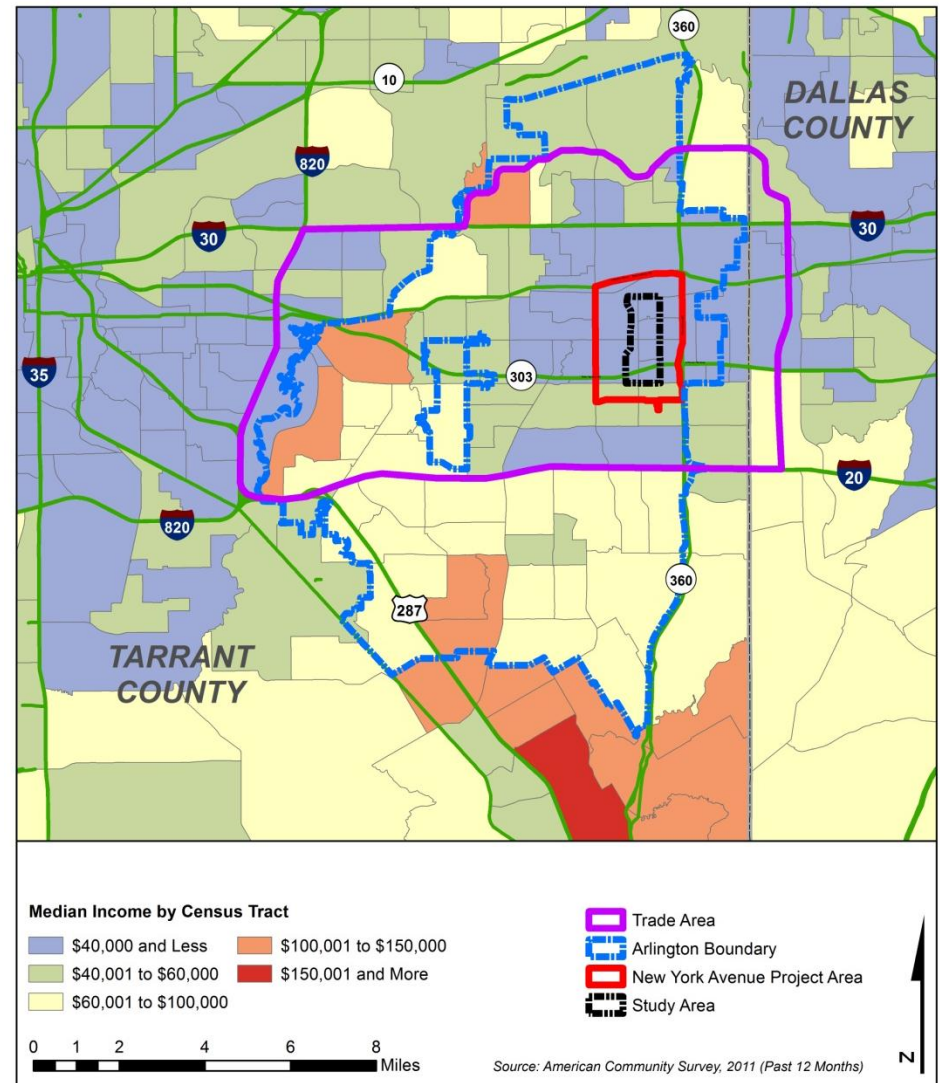 360
10
DALLAS
COUNTY
820
30
30
35
303
20
820
360
287
TARRANT
COUNTY
Median Income by Census Tract
$40,000 and Less
$40,001 to $60,000
$60,001 to $100,000
$100,001 to $150,000
$150,001 and More
Trade Area
Arlington Boundary
New York Avenue Project Area
Study Area
0 1 2 4 6 8
Miles
Source: American Community Survey, 2011 (Past 12 Months)
N